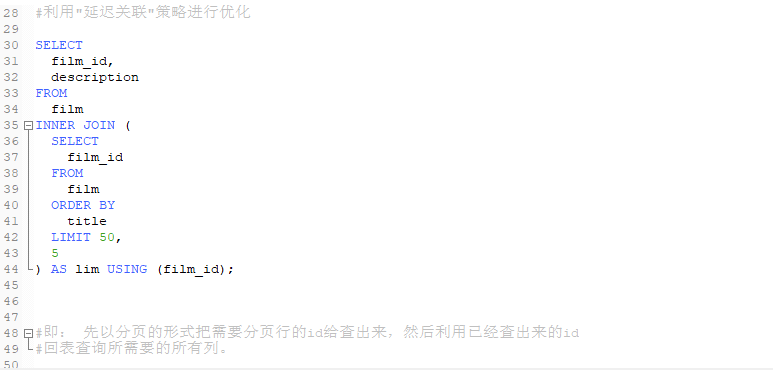 28 #利用"延迟关联"策略进行优化
29
30 SELECT
31 film_id,
32 description
33 FROM
34 film
35 INNER JOIN (
36 SELECT
37 film_id
38 FROM
39 film
40 ORDER BY
41 title
42 LIMIT 50,
43 5
44 ) AS lim USING (film_id);
45
46
47
48 #即： 先以分页的形式把需要分页行的id给查出来，然后利用已经查出来的id
49 #回表查询所需要的所有列。
50